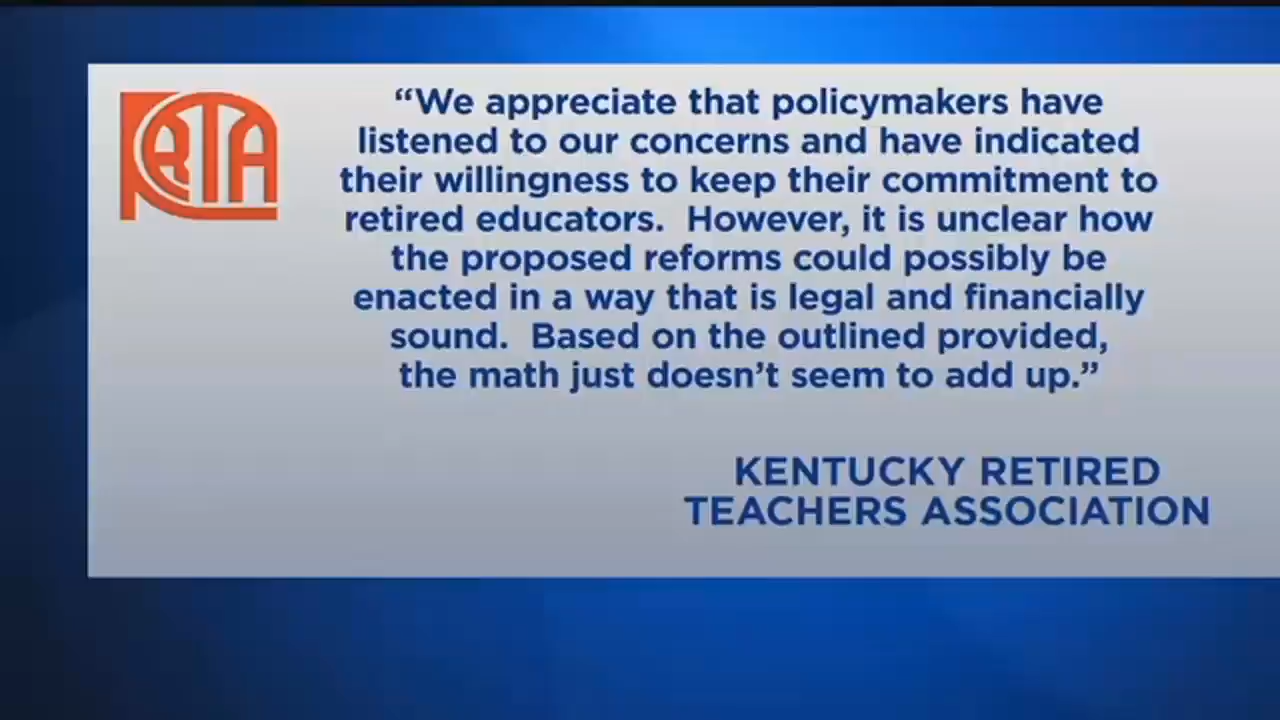 KRTA
“We appreciate that policymakers have
listened to our concerns and have indicated
their willingness to keep their commitment to
retired educators.  However, it is unclear how
the proposed reforms could possibly be
enacted in a way that is legal and financially
sound.  Based on the outlined provided,
the math just doesn’t seem to add up.”
KENTUCKY RETIRED
TEACHERS ASSOCIATION